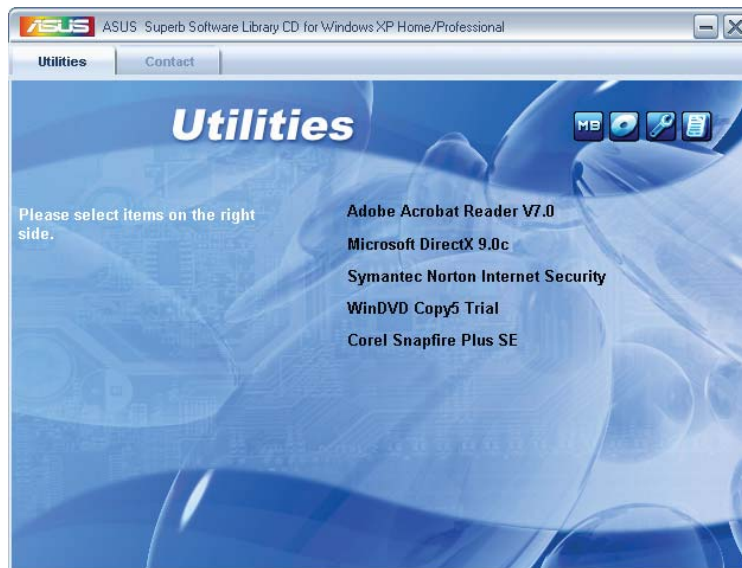 ASUS ASUS Superb Software Library CD for Windows XP Home/Professional
Utilities Contact
Utilities
MB
Please select items on the right
side.
Adobe Acrobat Reader V7.0
Microsoft DirectX 9.0c
Symantec Norton Internet Security
WinDVD Copy5 Trial
Corel Snapfire Plus SE